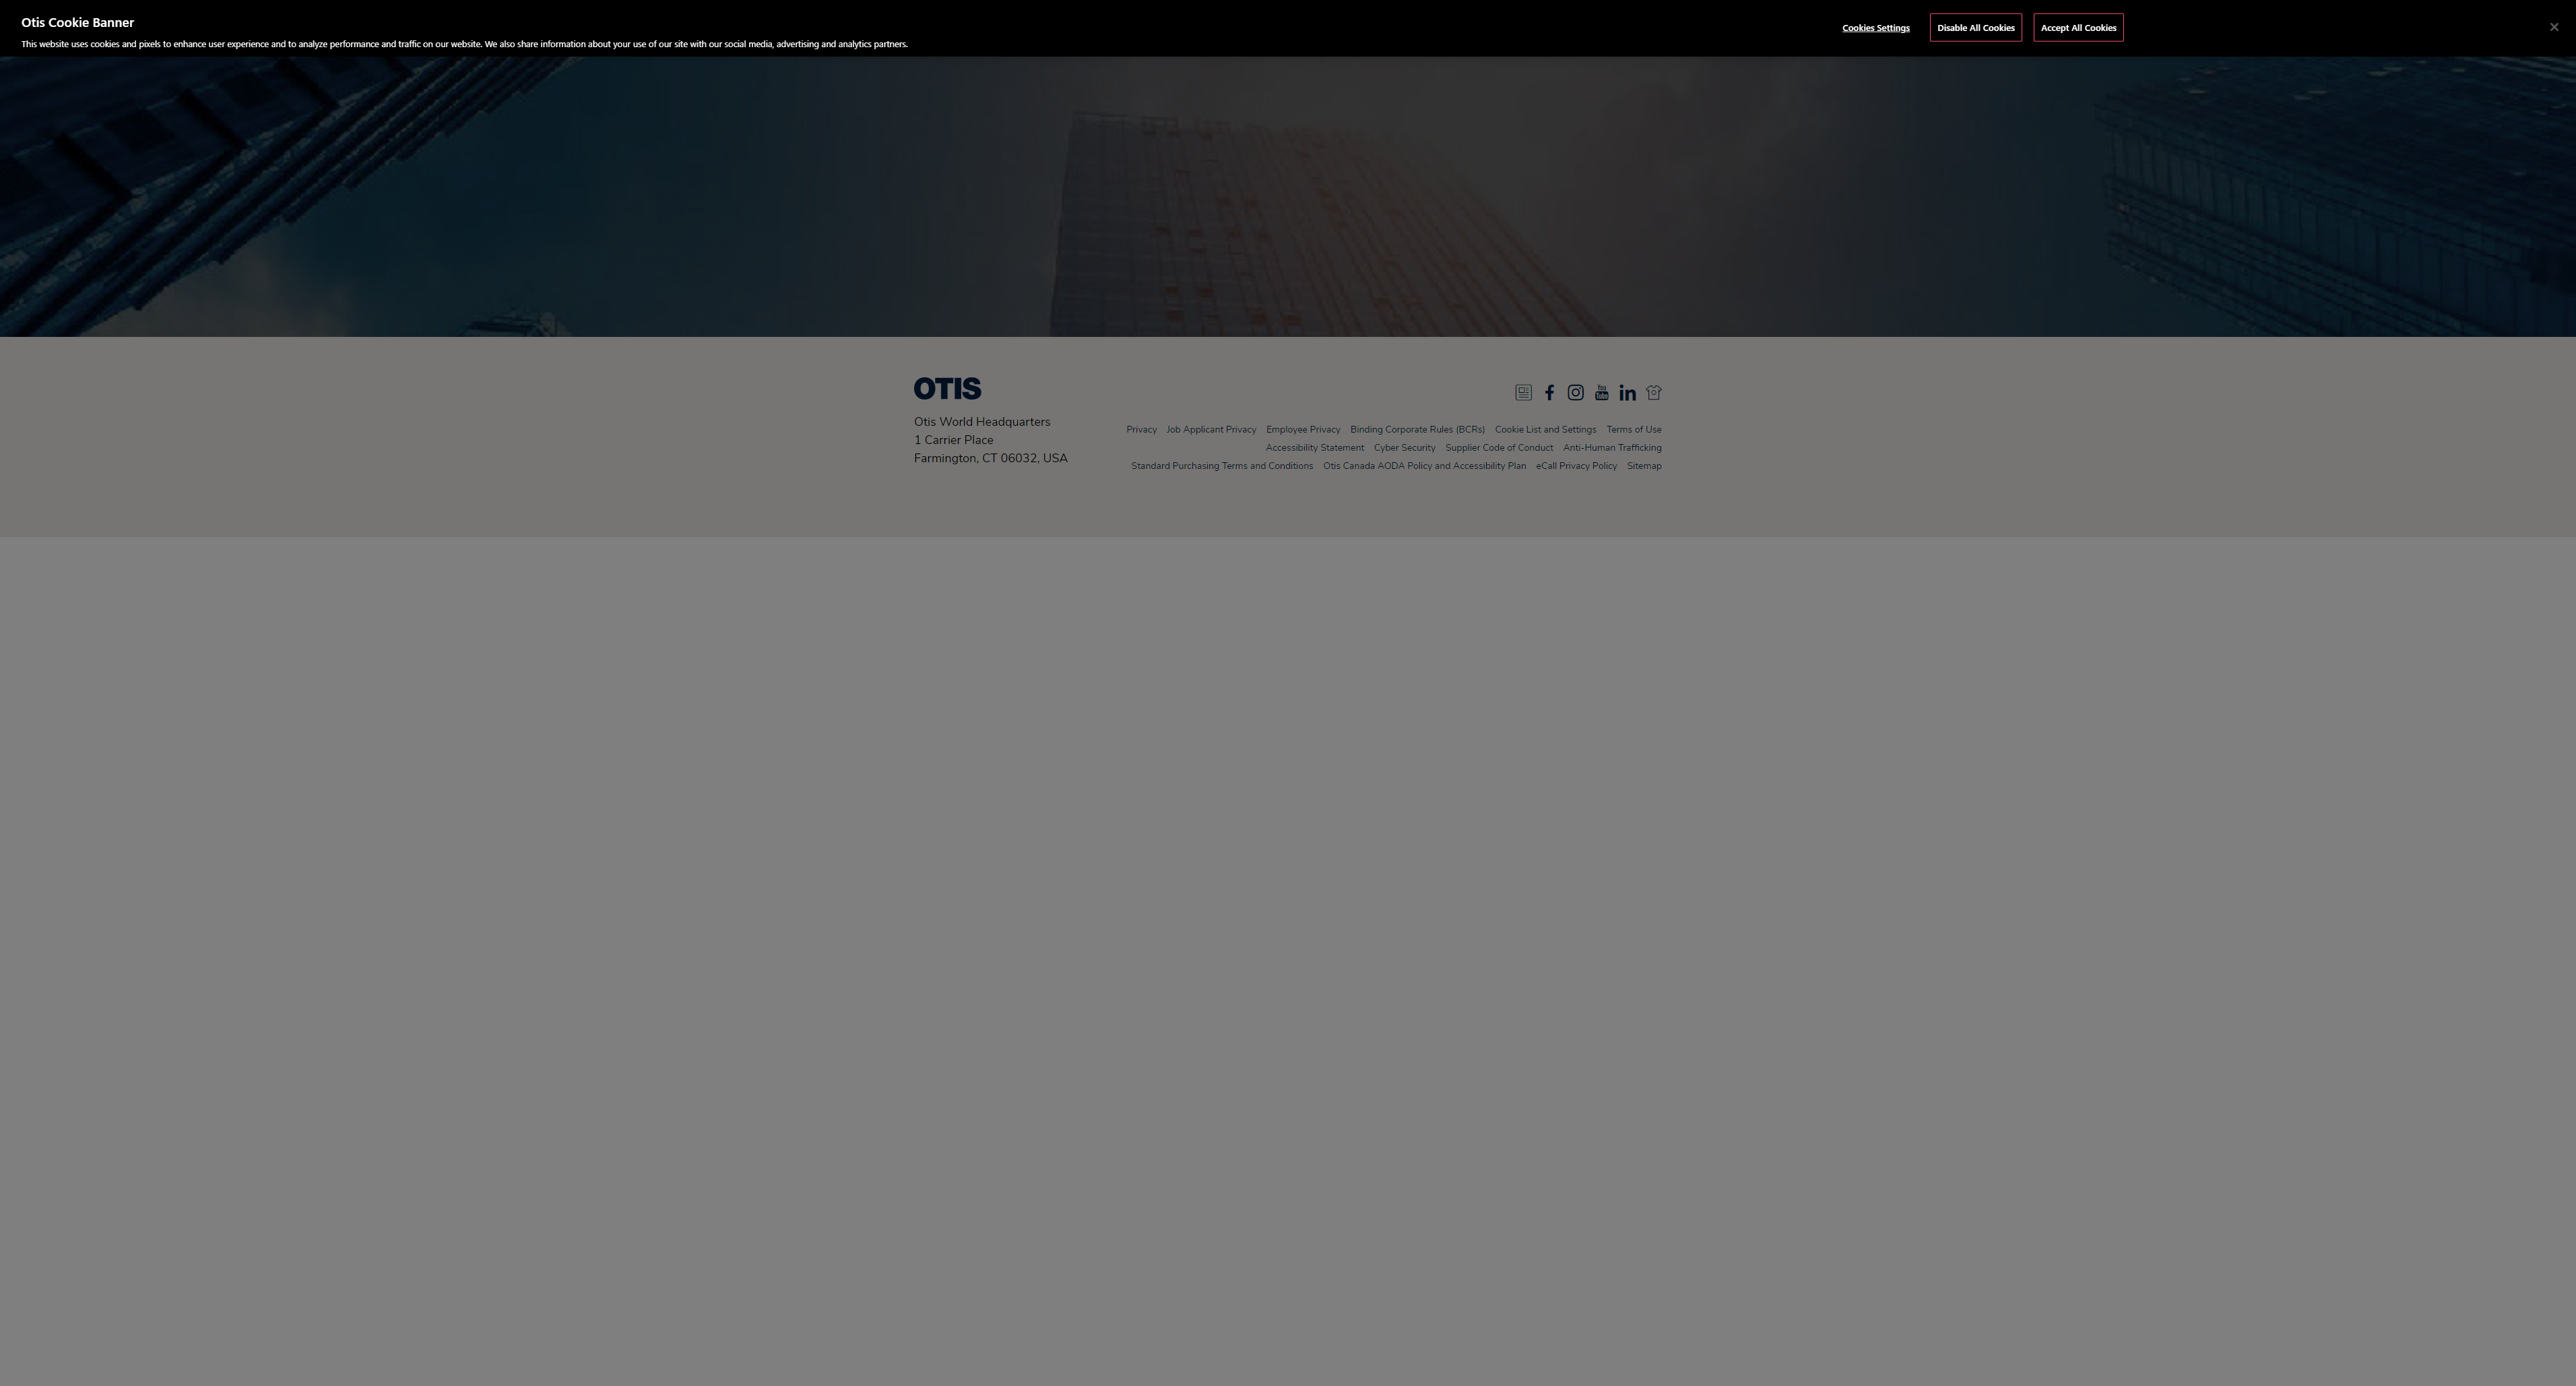 Otis Cookie Banner
This website uses cookies and pixels to enhance user experience and to analyze performance and traffic on our website. We also share information about your use of our site with our social media, advertising and analytics partners.
Cookies Settings
Disable All Cookies
Accept All Cookies
OTIS
Otis World Headquarters
1 Carrier Place
Farmington, CT 06032, USA
You Tube
Privacy Job Applicant Privacy Employee Privacy Binding Corporate Rules (BCRs) Cookie List and Settings Terms of Use
Accessibility Statement Cyber Security Supplier Code of Conduct Anti-Human Trafficking
Standard Purchasing Terms and Conditions Otis Canada AODA Policy and Accessibility Plan eCall Privacy Policy Sitemap